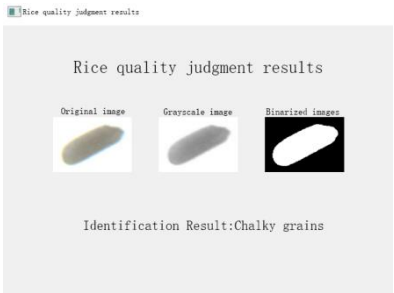 Rice quality judgment results
Rice quality judgment results
Original image Grayscale image Binarized images
Identification Result:Chalky grains